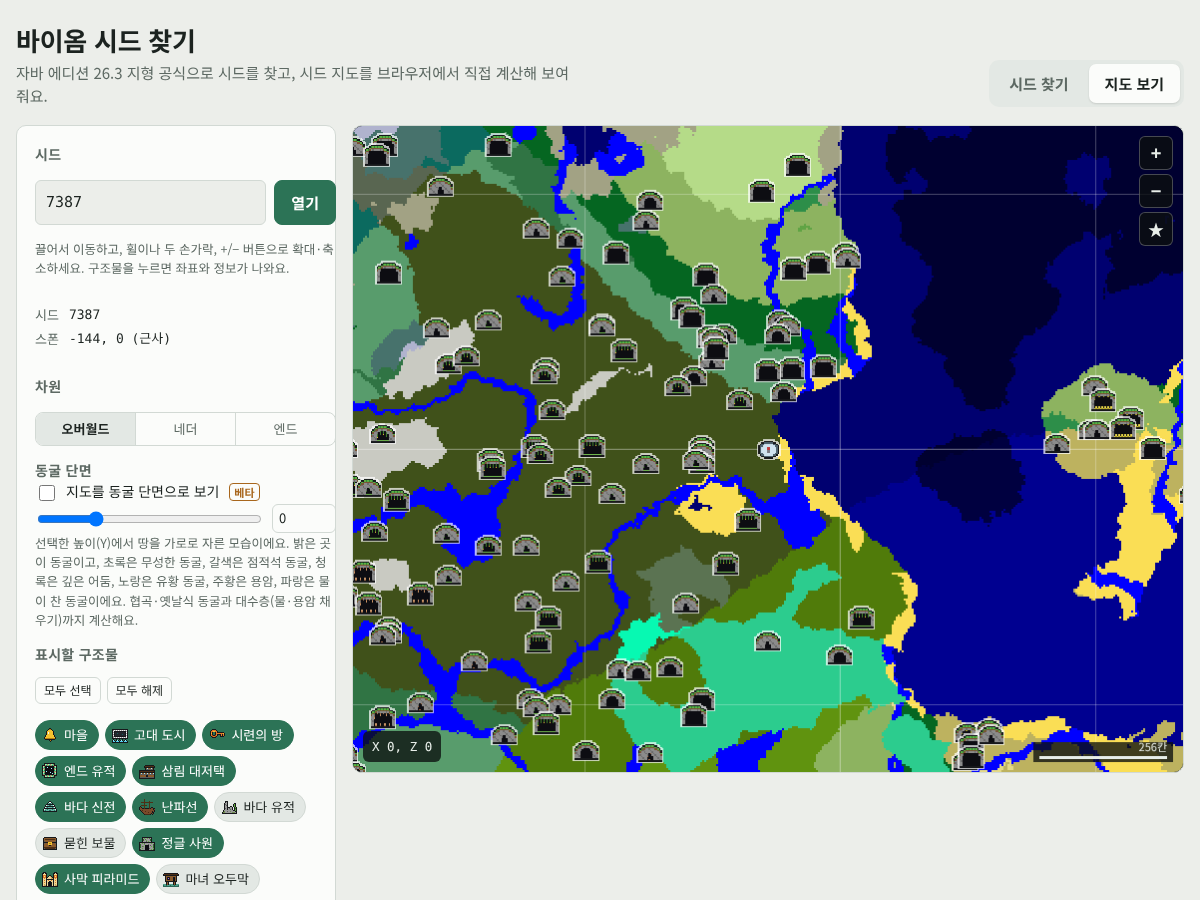 바이옴 시드 찾기
자바 에디션 26.3 지형 공식으로 시드를 찾고, 시드 지도를 브라우저에서 직접 계산해 보여
줘요.
시드 찾기
지도 보기
시드
7387
열기
끌어서 이동하고, 휠이나 두 손가락, +/− 버튼으로 확대·축
소하세요. 구조물을 누르면 좌표와 정보가 나와요.
시드 7387
스폰 -144, 0 (근사)
차원
오버월드
네더
엔드
동굴 단면
지도를 동굴 단면으로 보기
베타
0
선택한 높이(Y)에서 땅을 가로로 자른 모습이에요. 밝은 곳
이 동굴이고, 초록은 무성한 동굴, 갈색은 점적석 동굴, 청
록은 깊은 어둠, 노랑은 유황 동굴, 주황은 용암, 파랑은 물
이 찬 동굴이에요. 협곡·옛날식 동굴과 대수층(물·용암 채
우기)까지 계산해요.
표시할 구조물
모두 선택
모두 해제
마을
고대 도시
시련의 방
엔드 유적
삼림 대저택
바다 신전
난파선
바다 유적
묻힌 보물
정글 사원
사막 피라미드
마녀 오두막
+
−
★
X 0, Z 0
256칸